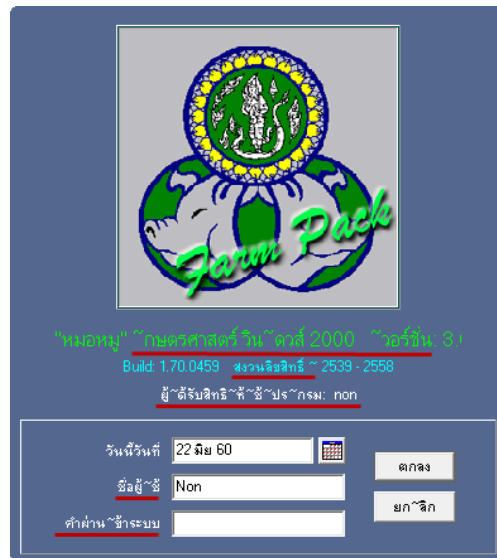 Farm Pack
"หมอหมู" ~กษตรศาสตร์ วิน~ดวส์ 2000 ~วอร์ชั่น: 3.
Build: 1.70.0459 สงวนลิขสิทธิ์ ~ 2539 - 2558
ผู้~ด้รับสิทธิ~ห้~ช้~ปร~กรม: non
วันนี้วันที่ 22 มิย 60
ชื่อผู้~ช้ Non
คำผ่าน~ข้าระบบ
ตกลง
ยก~ลิก